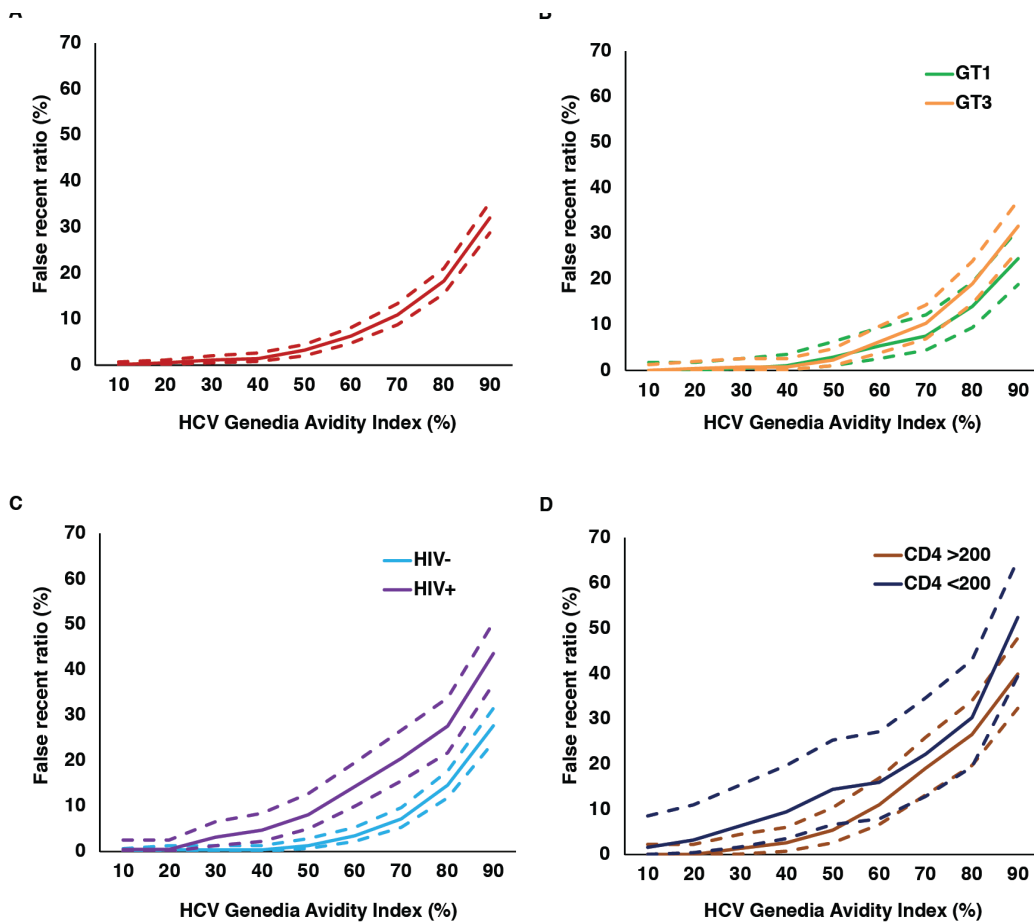 A
B
70
60
50
40
30
20
10
0
False recent ratio (%)
10 20 30 40 50 60 70 80 90
HCV Genedia Avidity Index (%)
70
60
50
40
30
20
10
0
False recent ratio (%)
GT1
GT3
10 20 30 40 50 60 70 80 90
HCV Genedia Avidity Index (%)
C
D
70
60
50
40
30
20
10
0
False recent ratio (%)
HIV-
HIV+
10 20 30 40 50 60 70 80 90
HCV Genedia Avidity Index (%)
70
60
50
40
30
20
10
0
False recent ratio (%)
CD4 >200
CD4 <200
10 20 30 40 50 60 70 80 90
HCV Genedia Avidity Index (%)